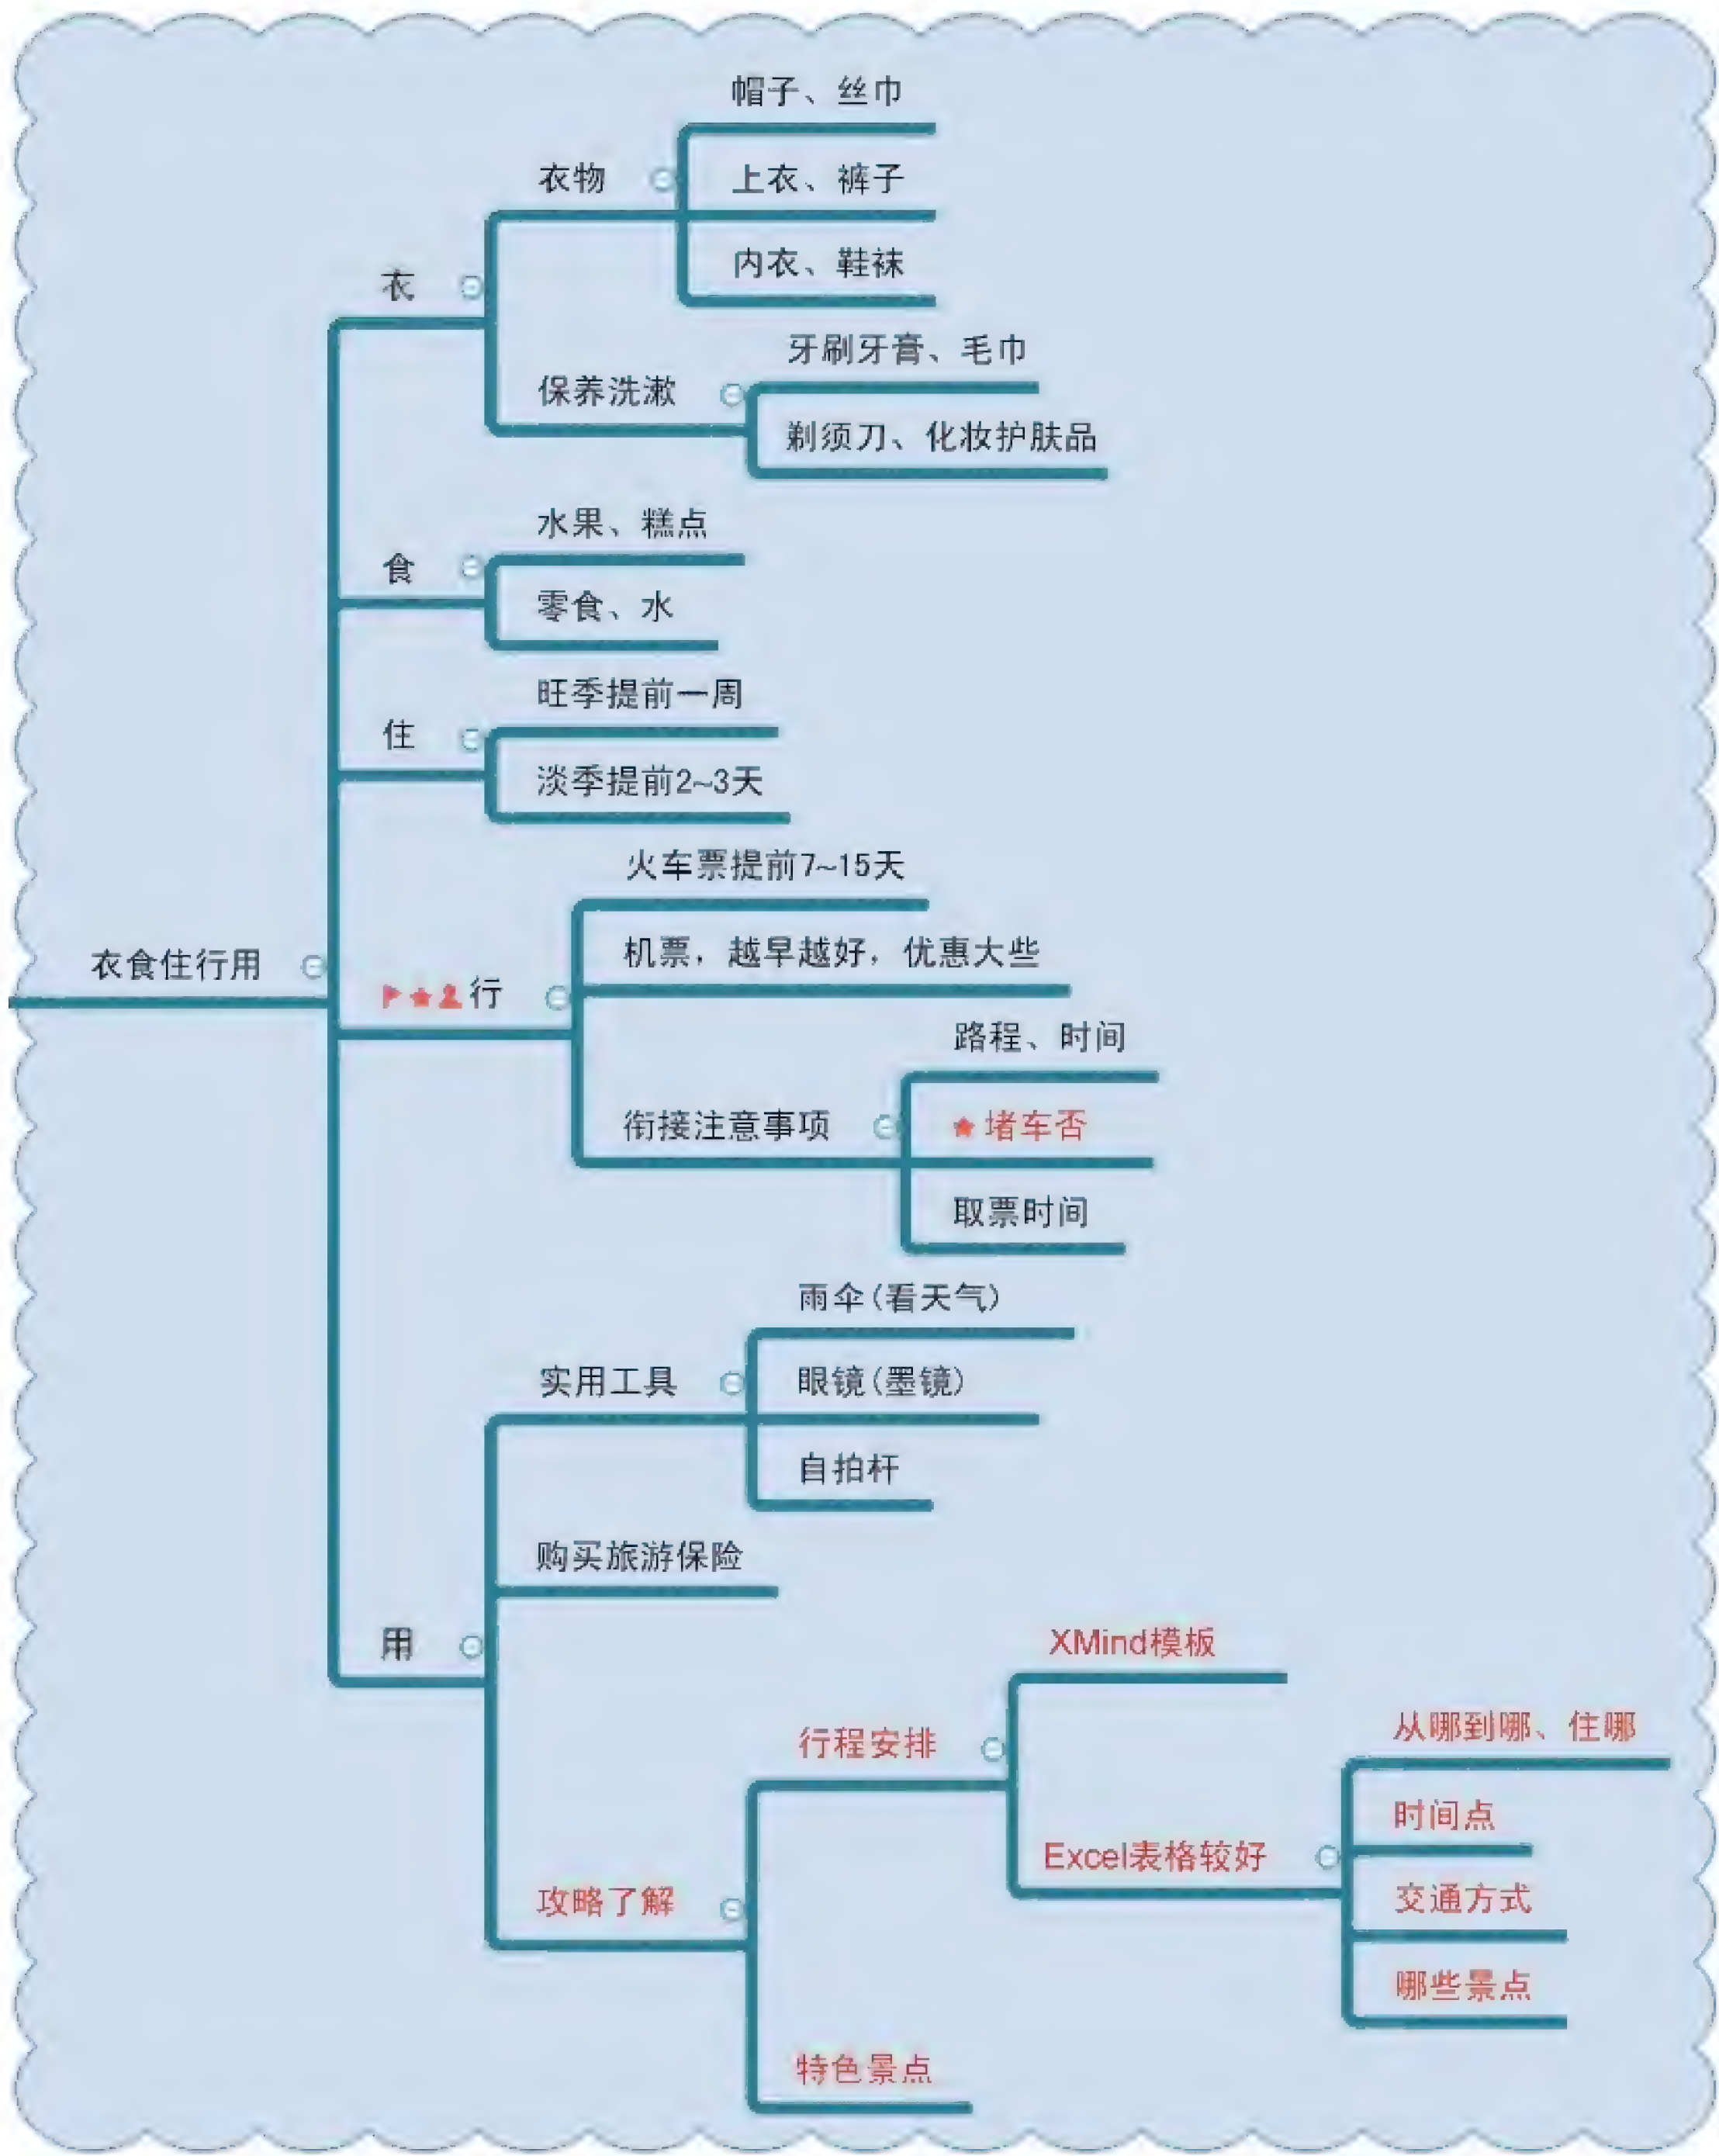 帽子、丝巾
衣物
上衣、裤子
内衣、鞋袜
衣
牙刷牙膏、毛巾
保养洗漱
剃须刀、化妆护肤品
水果、糕点
食
零食、水
旺季提前一周
住
淡季提前2~3天
火车票提前7~15天
机票，越早越好，优惠大些
衣食住行用
行
路程、时间
衔接注意事项
堵车否
取票时间
雨伞(看天气)
实用工具
眼镜(墨镜)
自拍杆
购买旅游保险
用
XMind模板
行程安排
从哪到哪、住哪
时间点
Excel表格较好
交通方式
攻略了解
哪些景点
特色景点